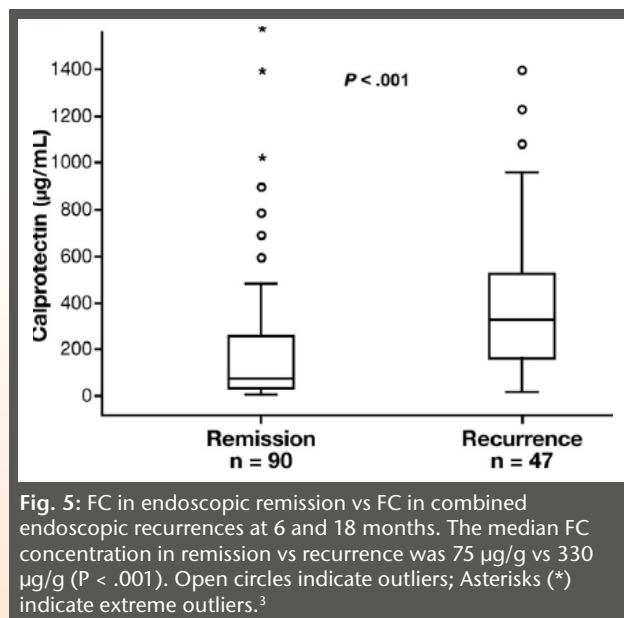 Calprotectin (µg/mL)
1400
1200
1000
800
600
400
200
0
P < .001
* 
*
*
Remission
n = 90
Recurrence
n = 47
Fig. 5: FC in endoscopic remission vs FC in combined
endoscopic recurrences at 6 and 18 months. The median FC
concentration in remission vs recurrence was 75 µg/g vs 330
µg/g (P < .001). Open circles indicate outliers; Asterisks (*)
indicate extreme outliers.³